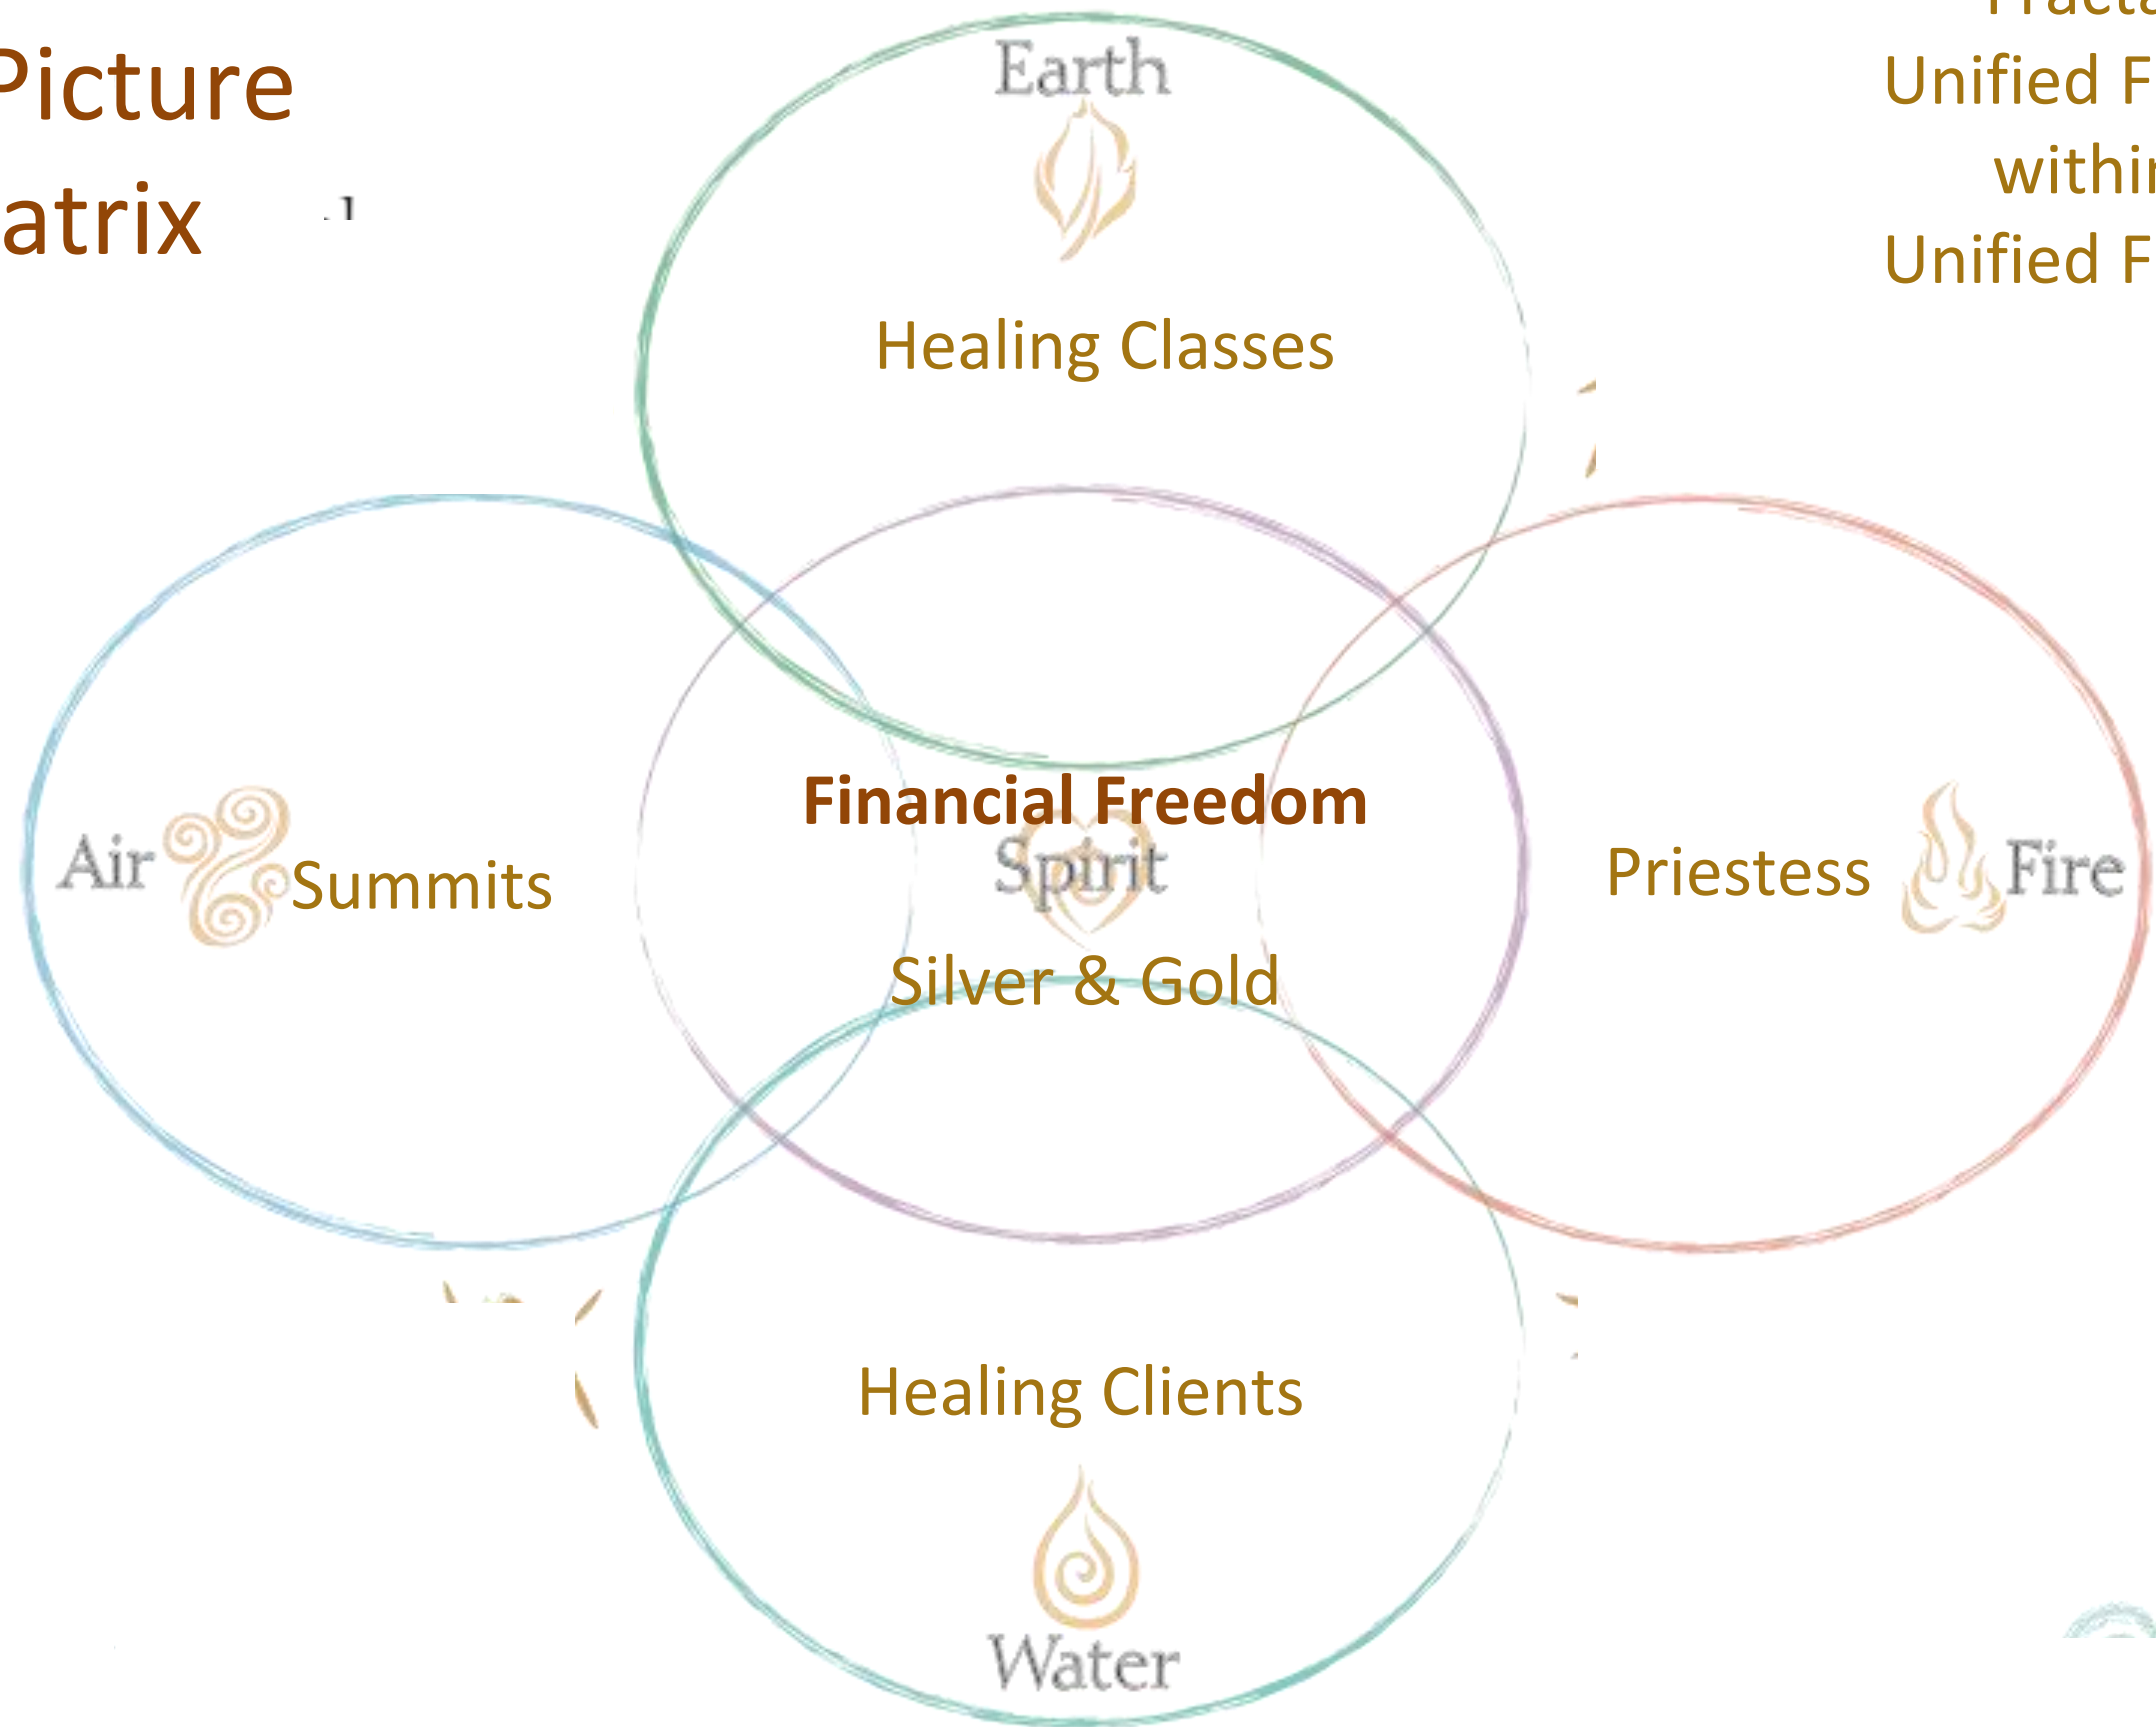 Picture
atrix
Unified F
within
Unified F
Earth
Healing Classes
Financial Freedom
Air
Summits
Spirit
Priestess
Fire
Silver & Gold
Healing Clients
Water